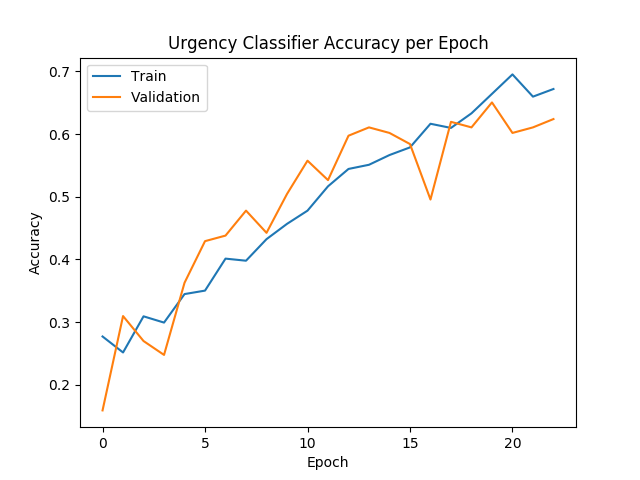 Urgency Classifier Accuracy per Epoch
Train
Validation
0.7
0.6
0.5
0.4
0.3
0.2
Accuracy
0 5 10 15 20
Epoch